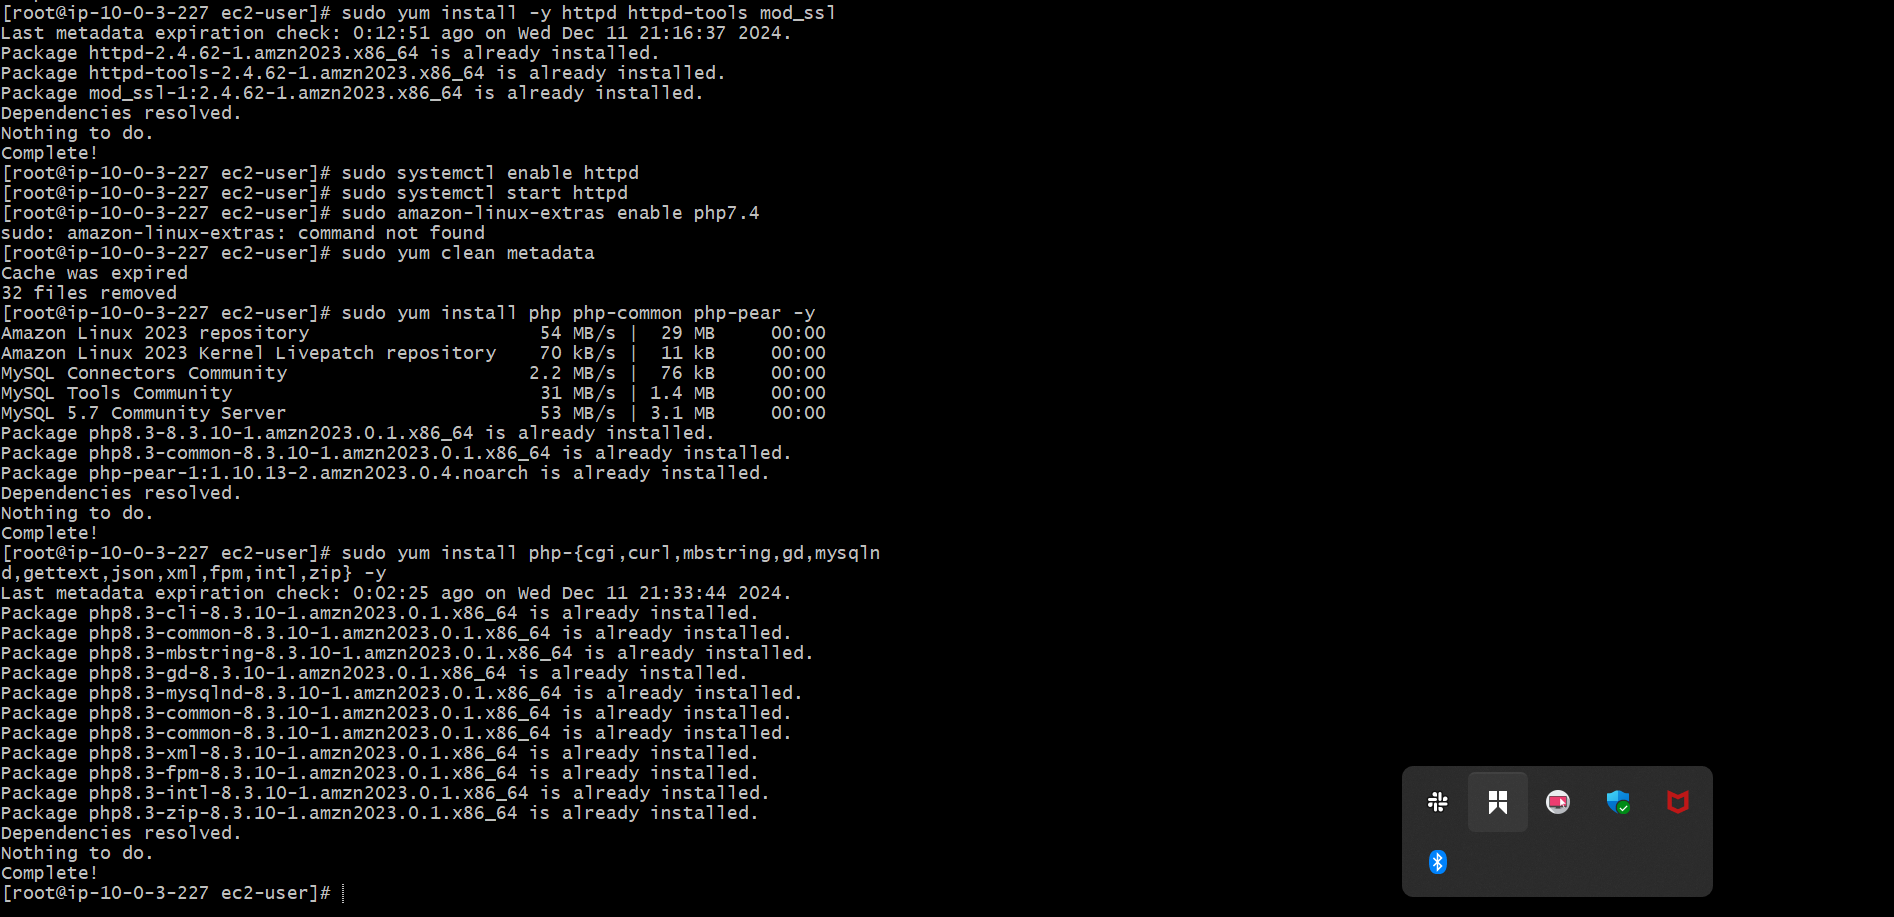 [root@ip-10-0-3-227 ec2-user]# sudo yum install -y httpd httpd-tools mod_ssl
Last metadata expiration check: 0:12:51 ago on Wed Dec 11 21:16:37 2024.
Package httpd-2.4.62-1.amzn2023.x86_64 is already installed.
Package httpd-tools-2.4.62-1.amzn2023.x86_64 is already installed.
Package mod_ssl-1:2.4.62-1.amzn2023.x86_64 is already installed.
Dependencies resolved.
Nothing to do.
Complete!
[root@ip-10-0-3-227 ec2-user]# sudo systemctl enable httpd
[root@ip-10-0-3-227 ec2-user]# sudo systemctl start httpd
[root@ip-10-0-3-227 ec2-user]# sudo amazon-linux-extras enable php7.4
sudo: amazon-linux-extras: command not found
[root@ip-10-0-3-227 ec2-user]# sudo yum clean metadata
Cache was expired
32 files removed
[root@ip-10-0-3-227 ec2-user]# sudo yum install php php-common php-pear -y
Amazon Linux 2023 repository                     54 MB/s |  29 MB     00:00
Amazon Linux 2023 Kernel Livepatch repository    70 kB/s |  11 kB     00:00
MySQL Connectors Community                      2.2 MB/s |  76 kB     00:00
MySQL Tools Community                            31 MB/s | 1.4 MB     00:00
MySQL 5.7 Community Server                       53 MB/s | 3.1 MB     00:00
Package php8.3-8.3.10-1.amzn2023.0.1.x86_64 is already installed.
Package php8.3-common-8.3.10-1.amzn2023.0.1.x86_64 is already installed.
Package php-pear-1:1.10.13-2.amzn2023.0.4.noarch is already installed.
Dependencies resolved.
Nothing to do.
Complete!
[root@ip-10-0-3-227 ec2-user]# sudo yum install php-{cgi,curl,mbstring,gd,mysqln
d,gettext,json,xml,fpm,intl,zip} -y
Last metadata expiration check: 0:02:25 ago on Wed Dec 11 21:33:44 2024.
Package php8.3-cli-8.3.10-1.amzn2023.0.1.x86_64 is already installed.
Package php8.3-common-8.3.10-1.amzn2023.0.1.x86_64 is already installed.
Package php8.3-mbstring-8.3.10-1.amzn2023.0.1.x86_64 is already installed.
Package php8.3-gd-8.3.10-1.amzn2023.0.1.x86_64 is already installed.
Package php8.3-mysqlnd-8.3.10-1.amzn2023.0.1.x86_64 is already installed.
Package php8.3-common-8.3.10-1.amzn2023.0.1.x86_64 is already installed.
Package php8.3-common-8.3.10-1.amzn2023.0.1.x86_64 is already installed.
Package php8.3-xml-8.3.10-1.amzn2023.0.1.x86_64 is already installed.
Package php8.3-fpm-8.3.10-1.amzn2023.0.1.x86_64 is already installed.
Package php8.3-intl-8.3.10-1.amzn2023.0.1.x86_64 is already installed.
Package php8.3-zip-8.3.10-1.amzn2023.0.1.x86_64 is already installed.
Dependencies resolved.
Nothing to do.
Complete!
[root@ip-10-0-3-227 ec2-user]#